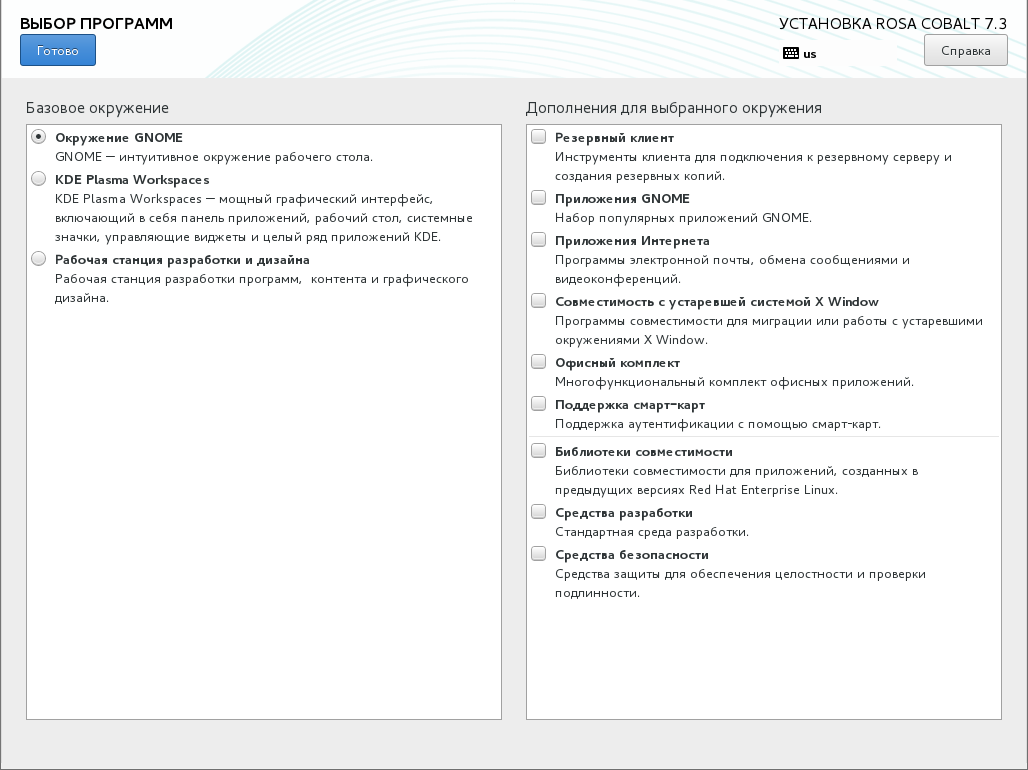 ВЫБОР ПРОГРАММ
УСТАНОВКА ROSA COBALT 7.3
Готово
us
Справка
Базовое окружение
Окружение GNOME
GNOME — интуитивное окружение рабочего стола.
KDE Plasma Workspaces
KDE Plasma Workspaces — мощный графический интерфейс,
включающий в себя панель приложений, рабочий стол, системные
значки, управляющие виджеты и целый ряд приложений KDE.
Рабочая станция разработки и дизайна
Рабочая станция разработки программ,  контента и графического
дизайна.
Дополнения для выбранного окружения
Резервный клиент
Инструменты клиента для подключения к резервному серверу и
создания резервных копий.
Приложения GNOME
Набор популярных приложений GNOME.
Приложения Интернета
Программы электронной почты, обмена сообщениями и
видеоконференций.
Совместимость с устаревшей системой X Window
Программы совместимости для миграции или работы с устаревшими
окружениями X Window.
Офисный комплект
Многофункциональный комплект офисных приложений.
Поддержка смарт-карт
Поддержка аутентификации с помощью смарт-карт.
Библиотеки совместимости
Библиотеки совместимости для приложений, созданных в
предыдущих версиях Red Hat Enterprise Linux.
Средства разработки
Стандартная среда разработки.
Средства безопасности
Средства защиты для обеспечения целостности и проверки
подлинности.